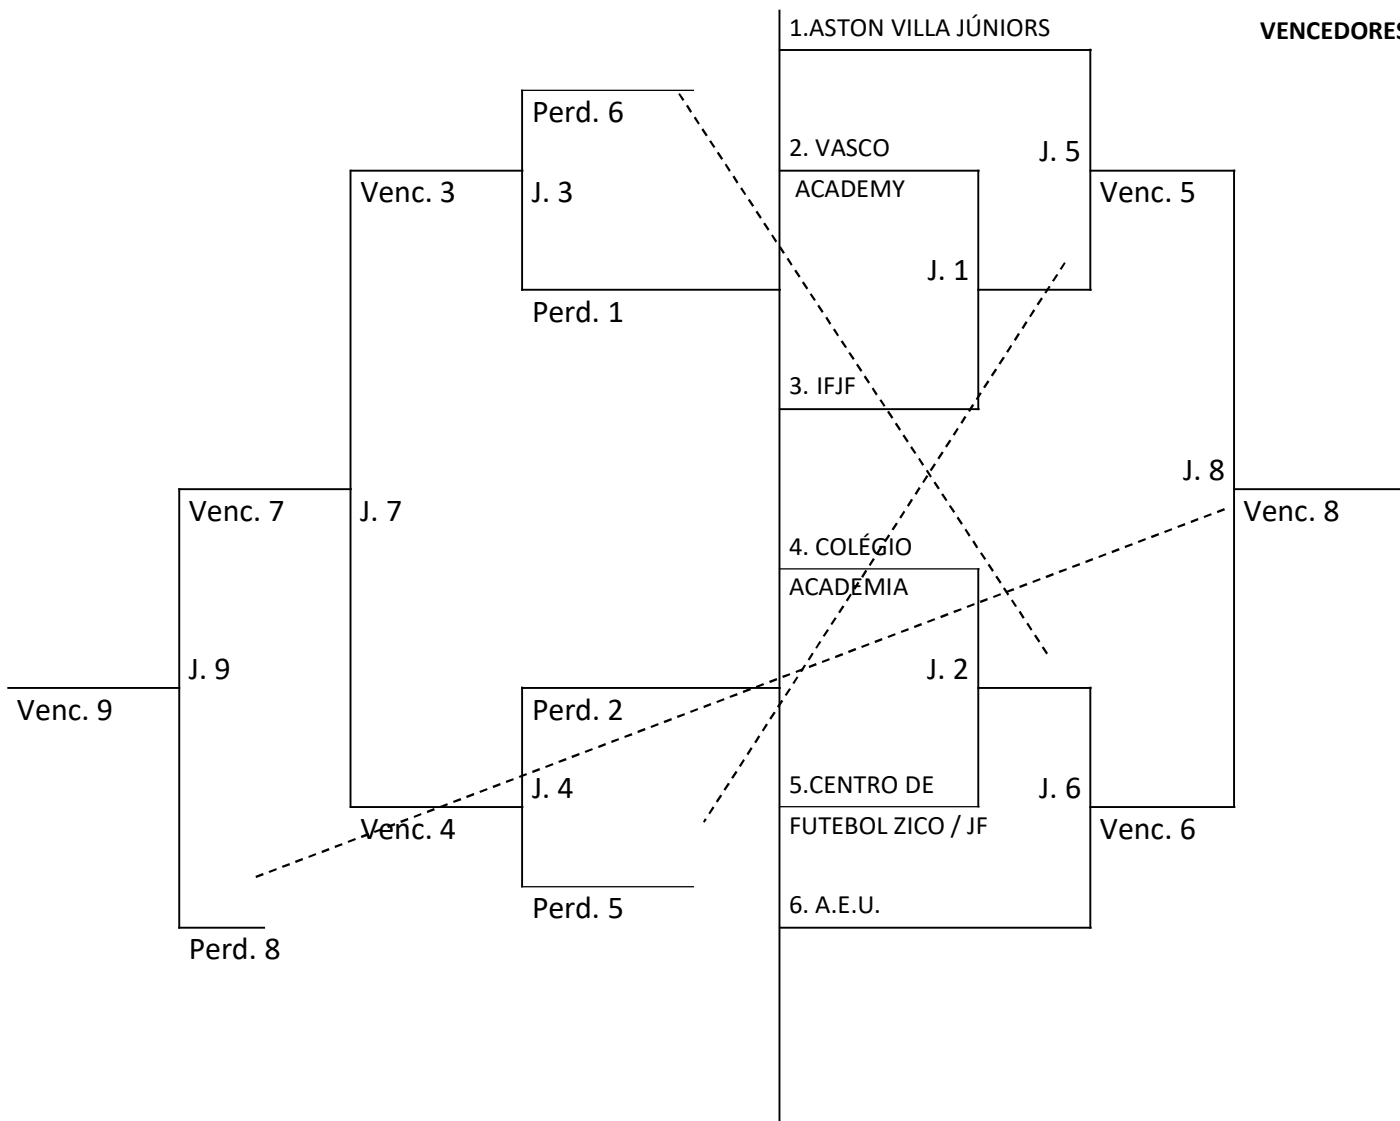 1.ASTON VILLA JÚNIORS
VENCEDORES
Perd. 6
2. VASCO
ACADEMY
J. 5
Venc. 3
J. 3
Venc. 5
J. 1
Perd. 1
3. IFJF
J. 8
Venc. 7
J. 7
Venc. 8
4. COLÉGIO
ACADEMIA
J. 9
J. 2
Venc. 9
Perd. 2
J. 4
5.CENTRO DE
FUTEBOL ZICO / JF
J. 6
Venc. 4
Venc. 6
Perd. 5
6. A.E.U.
Perd. 8